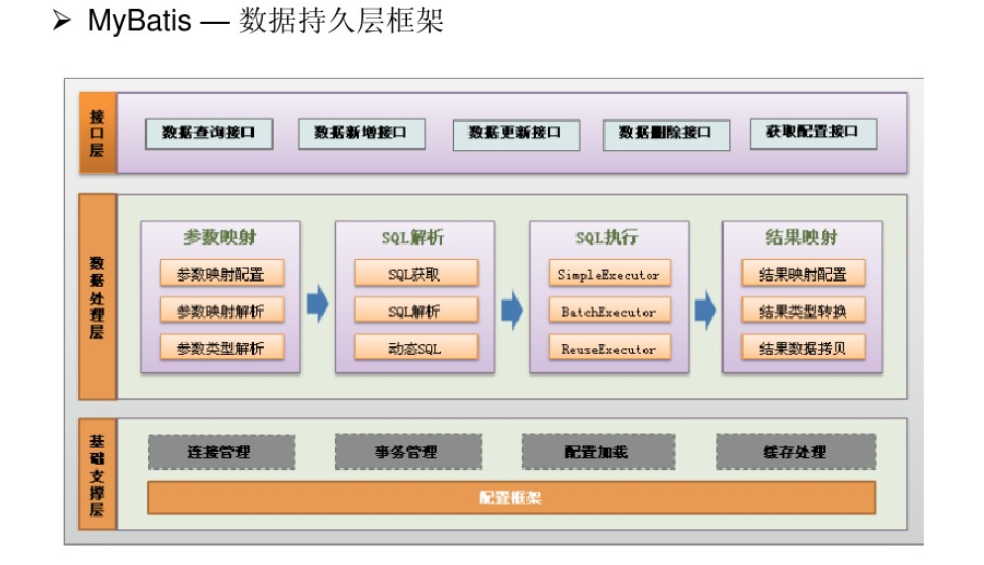 ➢ MyBatis — 数据持久层框架
接口层
数据查询接口
数据新增接口
数据更新接口
数据删除接口
获取配置接口
数据处理层
参数映射
参数映射配置
参数映射解析
参数类型解析
SQL解析
SQL获取
SQL解析
动态SQL
SQL执行
SimpleExecutor
BatchExecutor
ReuseExecutor
结果映射
结果映射配置
结果类型转换
结果数据拷贝
基础支撑层
连接管理
事务管理
配置加载
缓存处理
配置框架